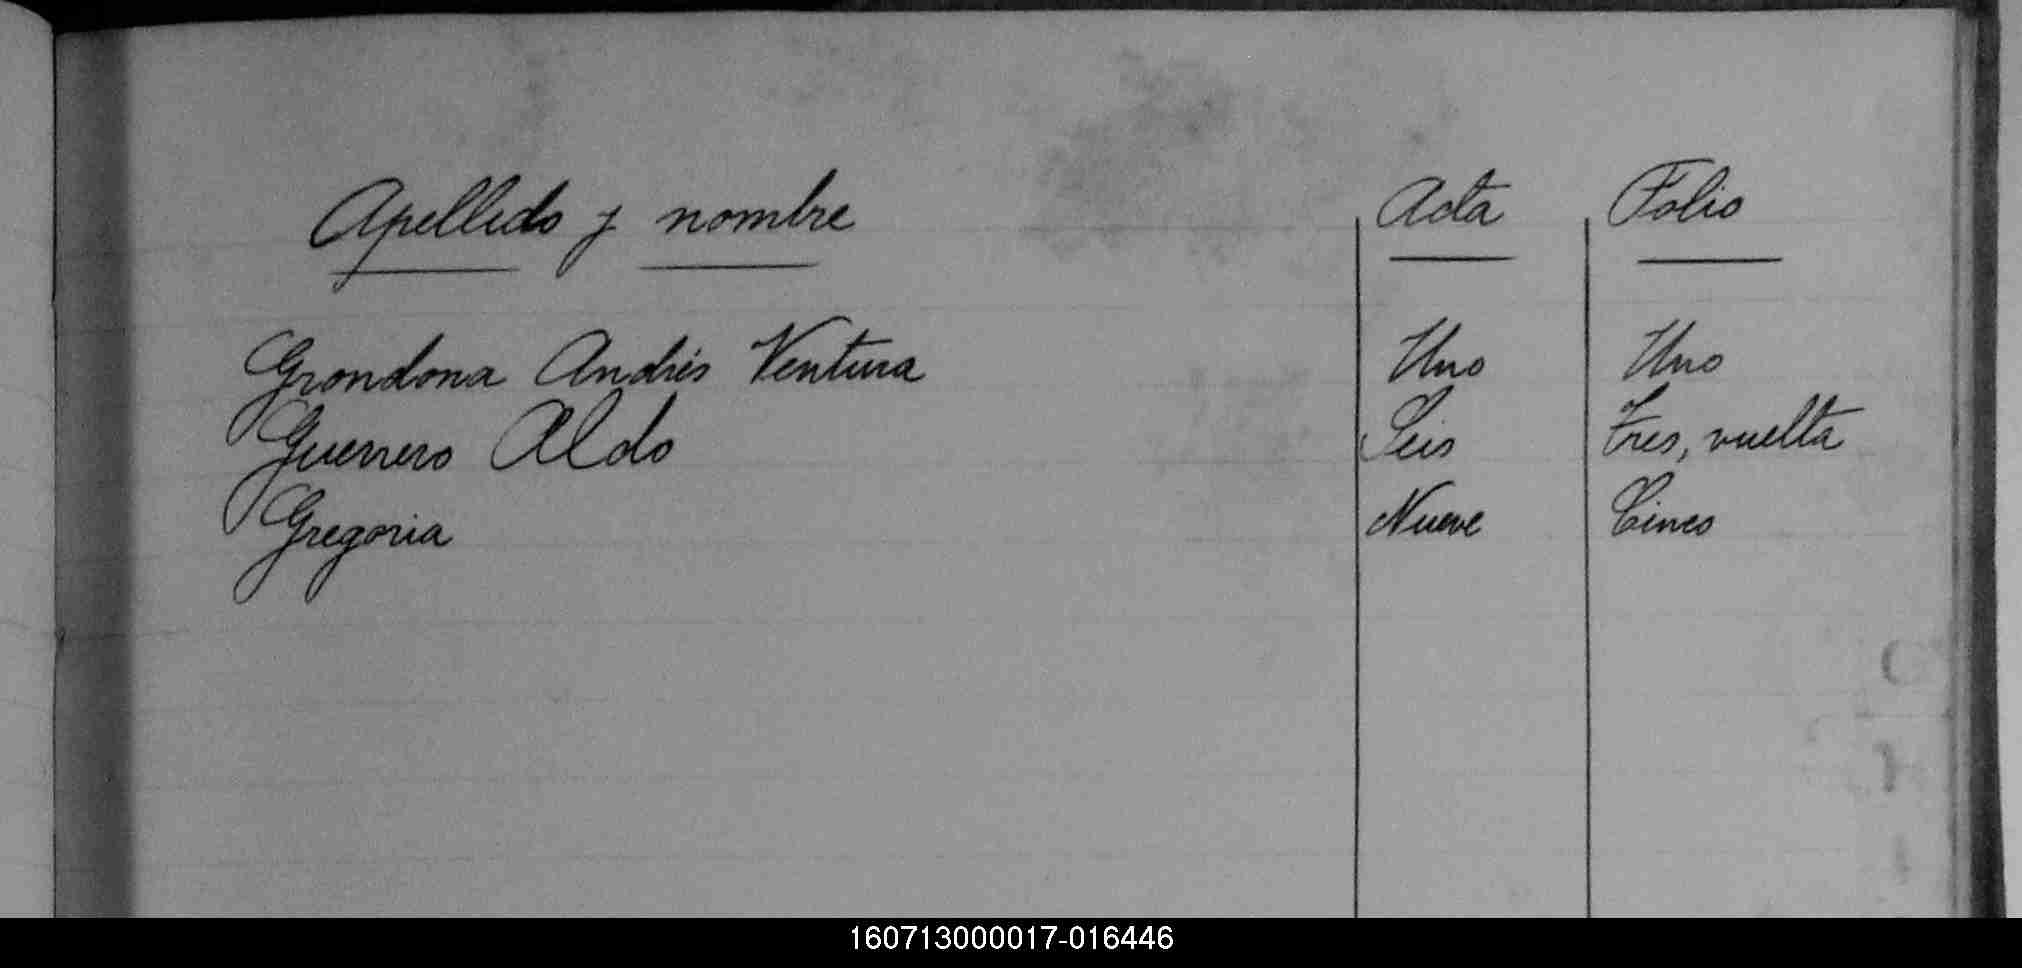 Apellido y nombre Acta Folio
Grondona Andrés Ventura Uno Uno
Guerrero Aldo Seis Tres, vuelta
Gregoria Nueve Cinco
160713000017-016446